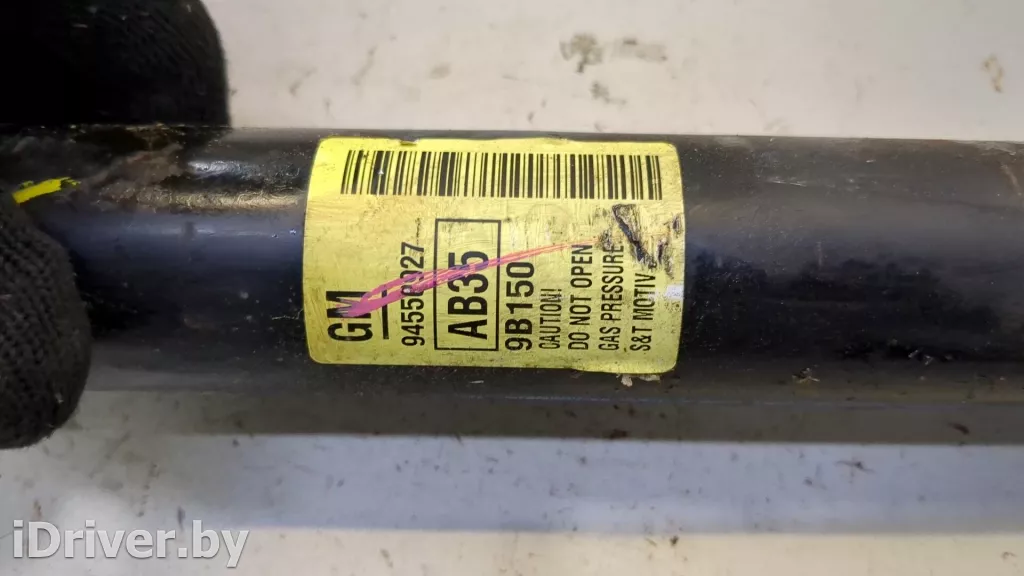 GM
AB35
9B150
CAUTION!
DO NOT OPEN
GAS PRESSURE
S&T MOTIV
iDriver.by